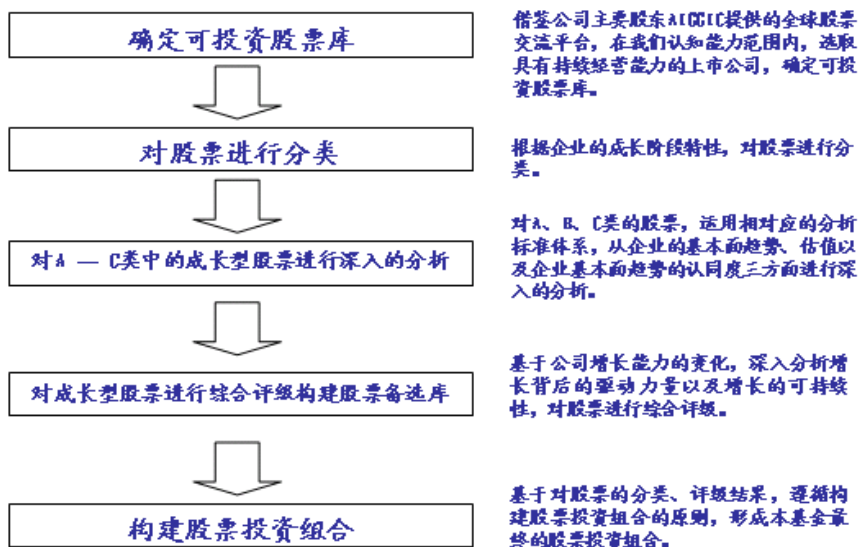 确定可投资股票库
借鉴公司主要股东AIGGIC提供的全球股票
交流平台，在我们认知能力范围内，选取
具有持续经营能力的上市公司，确定可投
资股票库。
对股票进行分类
根据企业的成长阶段特性，对股票进行分
类。
对A — C类中的成长型股票进行深入的分析
对A、B、C类的股票，适用相对应的分析
标准体系，从企业的基本面趋势、估值以
及企业基本面趋势的认同度三方面进行深
入的分析。
对成长型股票进行综合评级构建股票备选库
基于公司增长能力的变化，深入分析增
长背后的驱动力量以及增长的可持续
性，对股票进行综合评级。
构建股票投资组合
基于对股票的分类、评级结果，遵循构
建股票投资组合的原则，形成本基金最
终的股票投资组合。